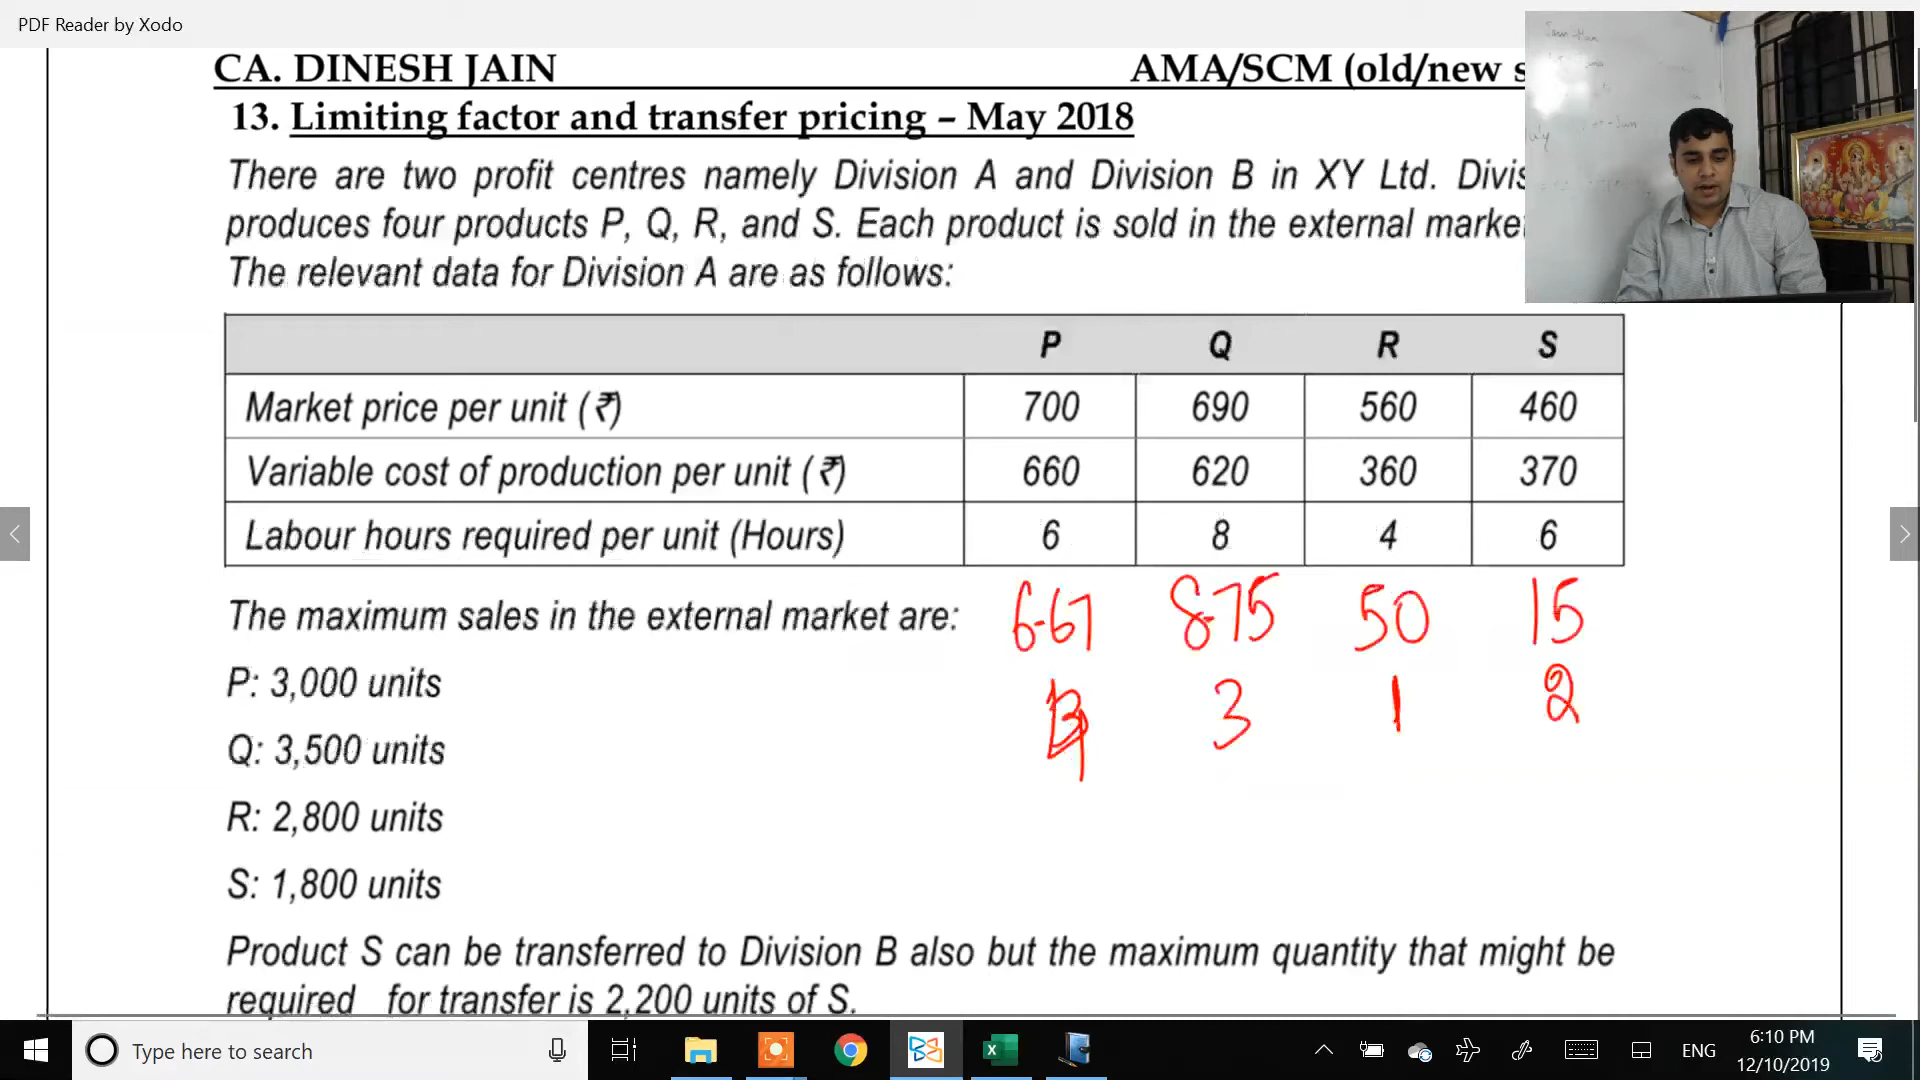 PDF Reader by Xodo
CA. DINESH JAIN AMA/SCM (old/new s
13. Limiting factor and transfer pricing – May 2018
There are two profit centres namely Division A and Division B in XY Ltd. Divis
produces four products P, Q, R, and S. Each product is sold in the external marke
The relevant data for Division A are as follows:
P Q R S
Market price per unit (₹) 700 690 560 460
Variable cost of production per unit (₹) 660 620 360 370
Labour hours required per unit (Hours) 6 8 4 6
6.67 8.75 50 15
The maximum sales in the external market are:
4 3 1 2
P: 3,000 units
Q: 3,500 units
R: 2,800 units
S: 1,800 units
Product S can be transferred to Division B also but the maximum quantity that might be
required for transfer is 2,200 units of S.
Type here to search
ENG
6:10 PM
12/10/2019